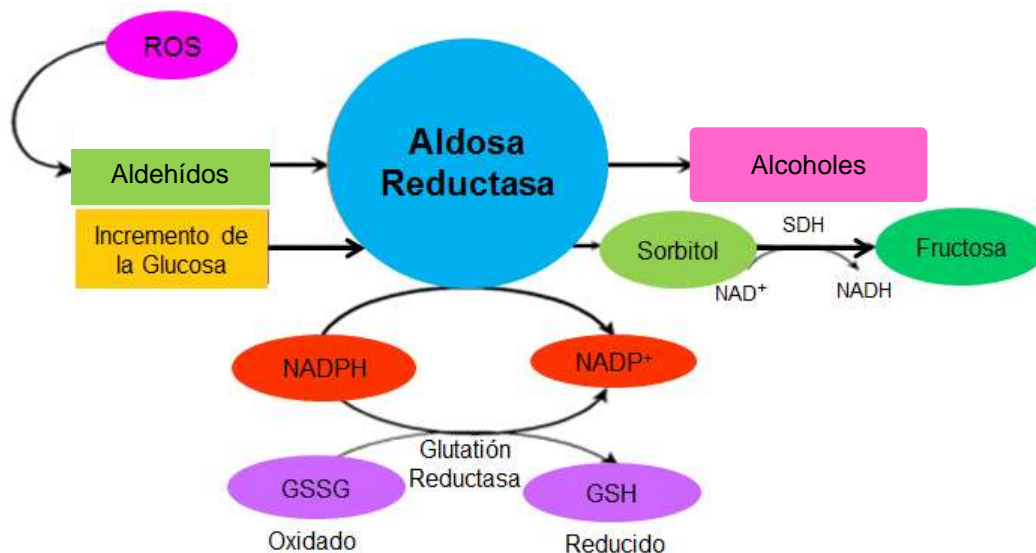 ROS
Aldosa
Reductasa
Aldehídos
Alcoholes
Incremento de
la Glucosa
Sorbitol
SDH
Fructosa
NAD⁺
NADH
NADPH
NADP⁺
Glutatión
Reductasa
GSSG
GSH
Oxidado
Reducido